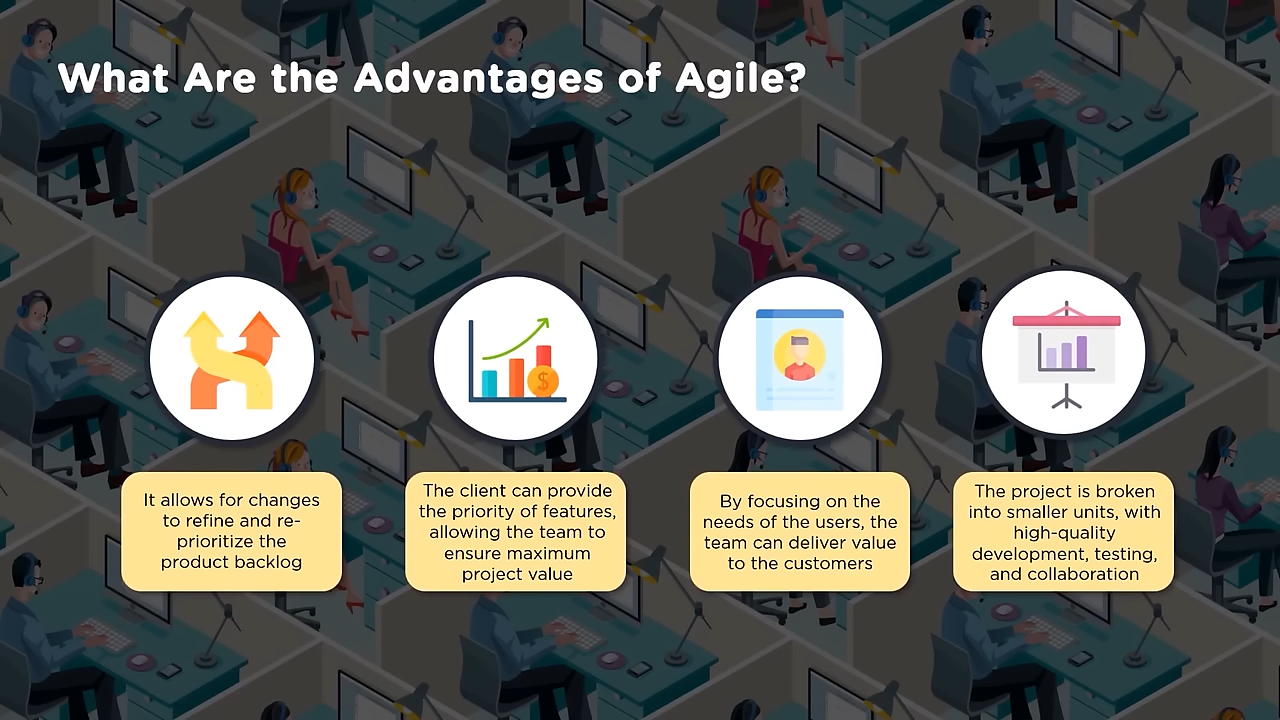 What Are the Advantages of Agile?
It allows for changes
to refine and re-
prioritize the
product backlog
The client can provide
the priority of features,
allowing the team to
ensure maximum
project value
By focusing on the
needs of the users, the
team can deliver value
to the customers
The project is broken
into smaller units, with
high-quality
development, testing,
and collaboration